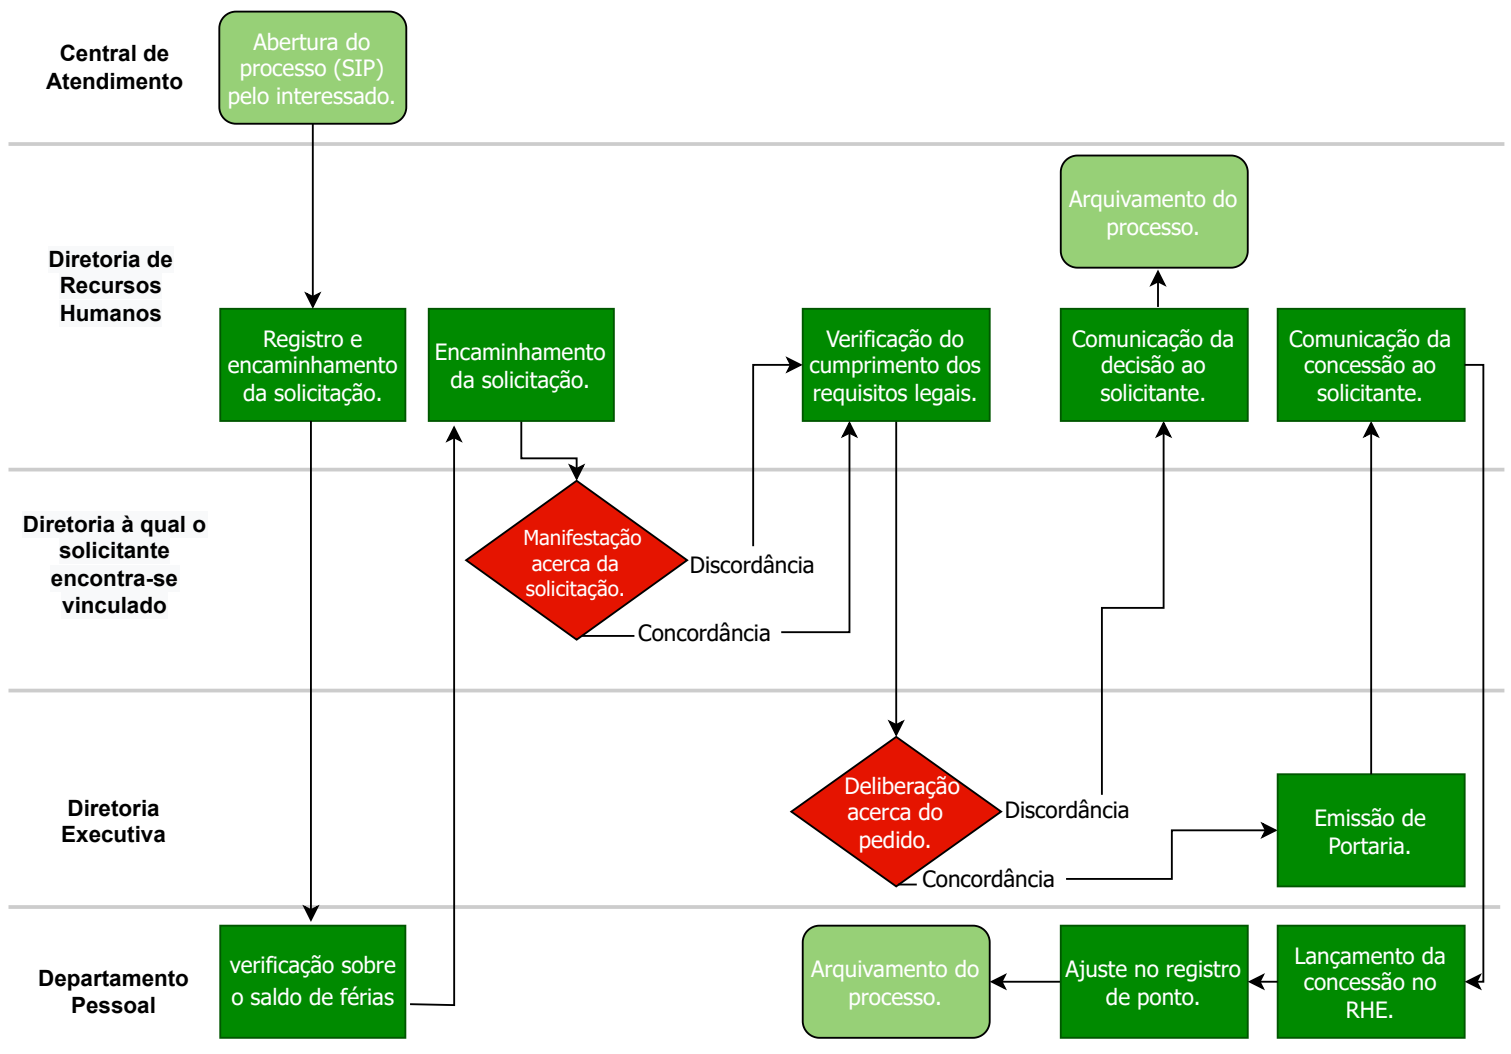 Central de
Atendimento
Abertura do
processo (SIP)
pelo interessado.
Diretoria de
Recursos
Humanos
Arquivamento do
processo.
Registro e
encaminhamento
da solicitação.
Encaminhamento
da solicitação.
Verificação do
cumprimento dos
requisitos legais.
Comunicação da
decisão ao
solicitante.
Comunicação da
concessão ao
solicitante.
Diretoria à qual o
solicitante
encontra-se
vinculado
Manifestação
acerca da
solicitação.
Discordância
Concordância
Diretoria
Executiva
Deliberação
acerca do
pedido.
Discordância
Concordância
Emissão de
Portaria.
Departamento
Pessoal
verificação sobre
o saldo de férias
Arquivamento do
processo.
Ajuste no registro
de ponto.
Lançamento da
concessão no
RHE.